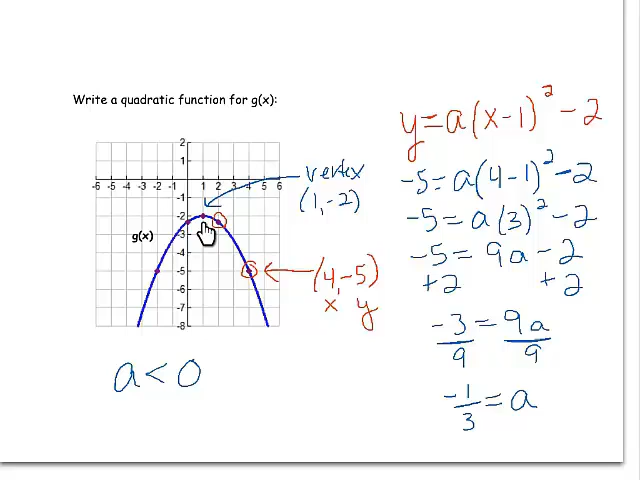 Write a quadratic function for g(x):
y = a(x - 1)² - 2
2
1
-6 -5 -4 -3 -2 -1 1 2 3 4 5 6
-1
-2
-3
-4
-5
-6
-7
-8
g(x)
vertex
(1, -2)
(4, -5)
x y
a < 0
-5 = a(4 - 1)² - 2
-5 = a(3)² - 2
-5 = 9a - 2
+2 +2
-3/9 = 9a/9
-1/3 = a